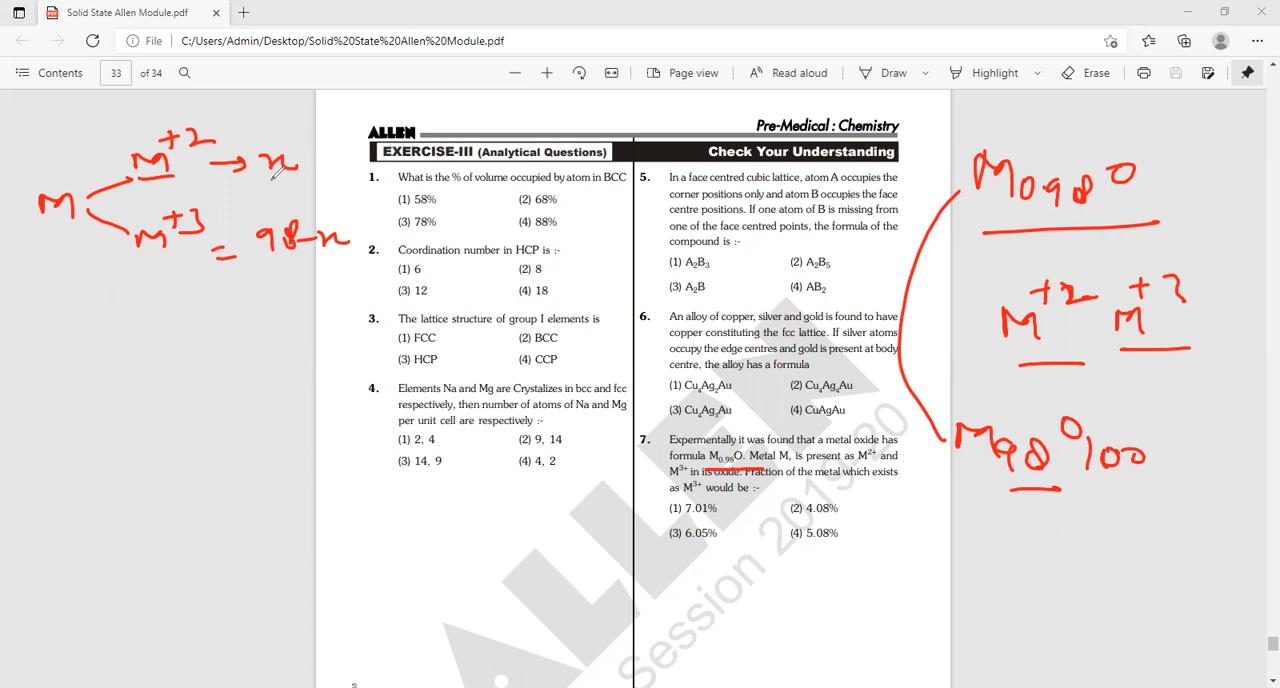 Solid State Allen Module.pdf
File C:/Users/Admin/Desktop/Solid%20State%20Allen%20Module.pdf
Contents 33 of 34 Page view Read aloud Draw Highlight Erase
ALLEN
Pre-Medical : Chemistry
EXERCISE-III (Analytical Questions) Check Your Understanding
1. What is the % of volume occupied by atom in BCC
(1) 58% (2) 68%
(3) 78% (4) 88%
2. Coordination number in HCP is :-
(1) 6 (2) 8
(3) 12 (4) 18
3. The lattice structure of group I elements is
(1) FCC (2) BCC
(3) HCP (4) CCP
4. Elements Na and Mg are Crystalizes in bcc and fcc
respectively, then number of atoms of Na and Mg
per unit cell are respectively :-
(1) 2, 4 (2) 9, 14
(3) 14, 9 (4) 4, 2
5. In a face centred cubic lattice, atom A occupies the
corner positions only and atom B occupies the face
centre positions. If one atom of B is missing from
one of the face centred points, the formula of the
compound is :-
(1) A₂B₃ (2) A₂B₅
(3) A₂B (4) AB₂
6. An alloy of copper, silver and gold is found to have
copper constituting the fcc lattice. If silver atoms
occupy the edge centres and gold is present at body
centre, the alloy has a formula
(1) Cu₄Ag₂Au (2) Cu₄Ag₄Au
(3) Cu₄Ag₃Au (4) CuAgAu
7. Expermentally it was found that a metal oxide has
formula M₀.₉₈O. Metal M, is present as M²⁺ and
M³⁺ in its oxide. Fraction of the metal which exists
as M³⁺ would be :-
(1) 7.01% (2) 4.08%
(3) 6.05% (4) 5.08%
ALLEN
Session 2019-20
M
M+2 → x
M+3 = 98-x
M098O
M+2 M+3
M98O100